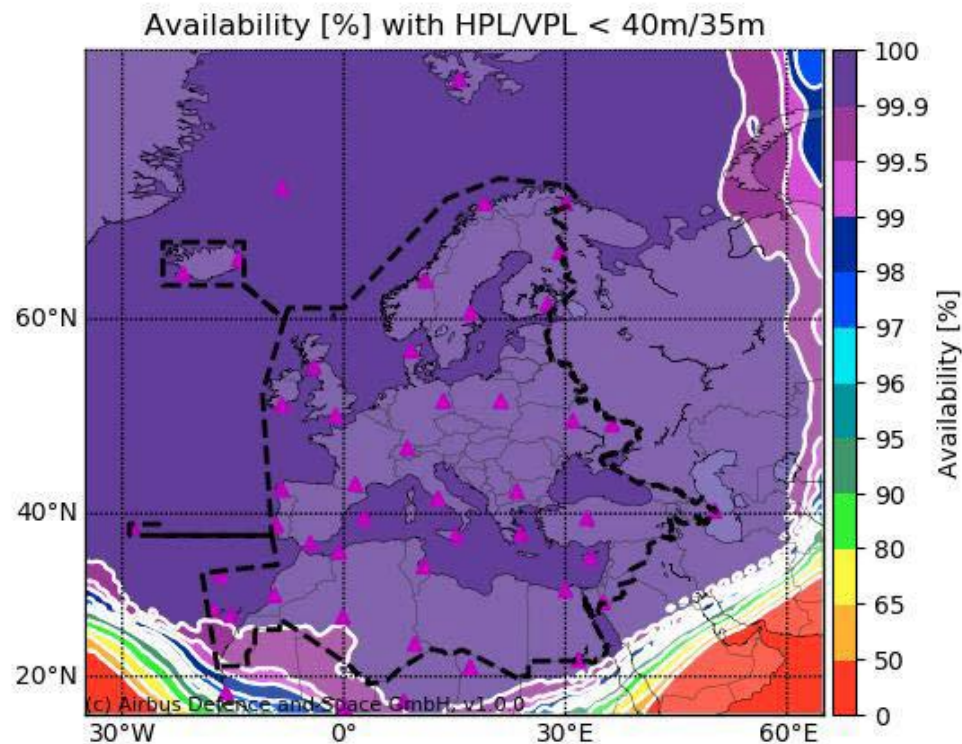 Availability [%] with HPL/VPL < 40m/35m
100
99.9
99.5
99
98
97
96
95
90
80
65
50
0
Availability [%]
60°N
40°N
20°N
(c) Airbus Defence and Space GmbH, v1.0.0
30°W
0°
30°E
60°E